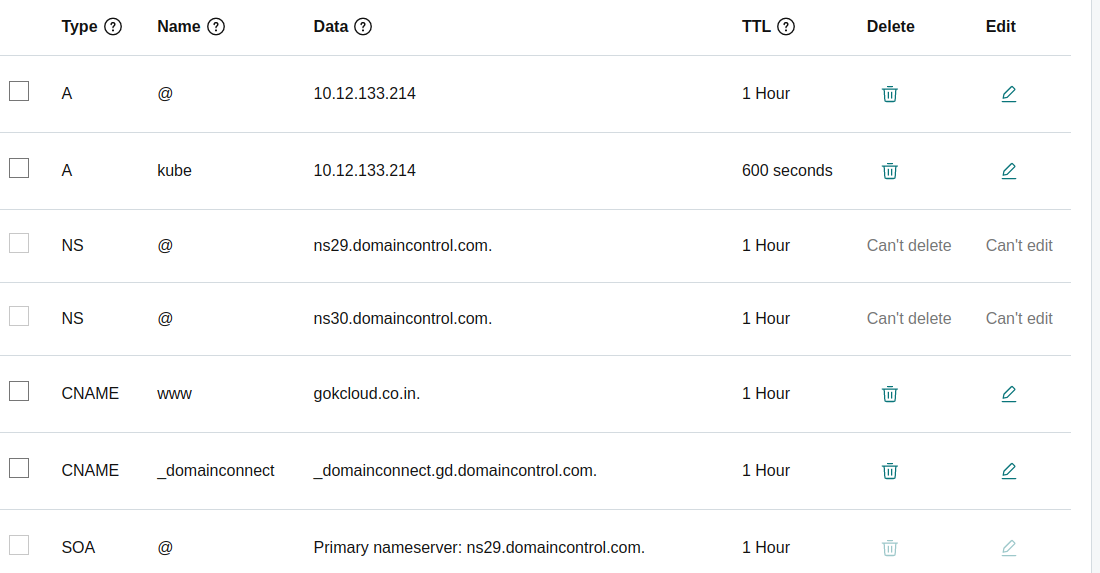 Type Name Data TTL Delete Edit
A @ 10.12.133.214 1 Hour
A kube 10.12.133.214 600 seconds
NS @ ns29.domaincontrol.com. 1 Hour Can't delete Can't edit
NS @ ns30.domaincontrol.com. 1 Hour Can't delete Can't edit
CNAME www gokcloud.co.in. 1 Hour
CNAME _domainconnect _domainconnect.gd.domaincontrol.com. 1 Hour
SOA @ Primary nameserver: ns29.domaincontrol.com. 1 Hour